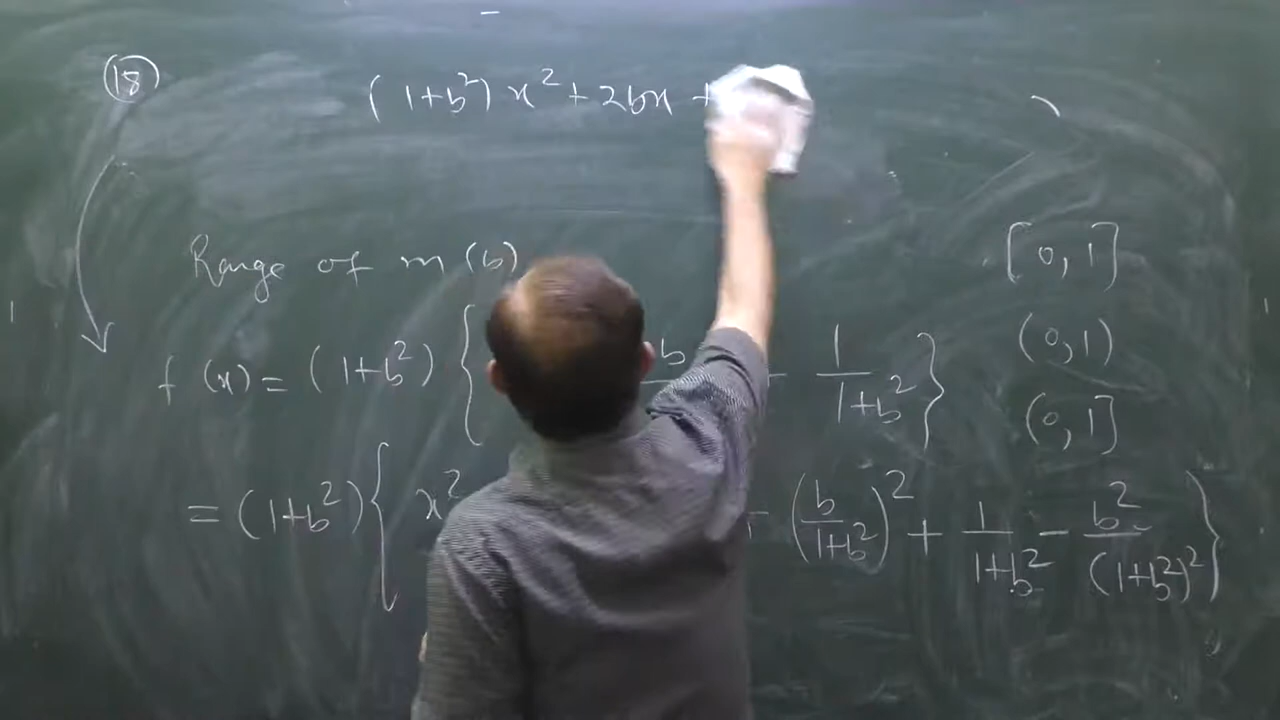 (18) (1+b²)x² + 2bx +
Range of m(b) [0,1]
(0,1)
f(x) = (1+b²) { b 1/(1+b²) }
(0,1]
= (1+b²) { x² (b/(1+b²))² + 1/(1+b²) - b²/(1+b²)² }